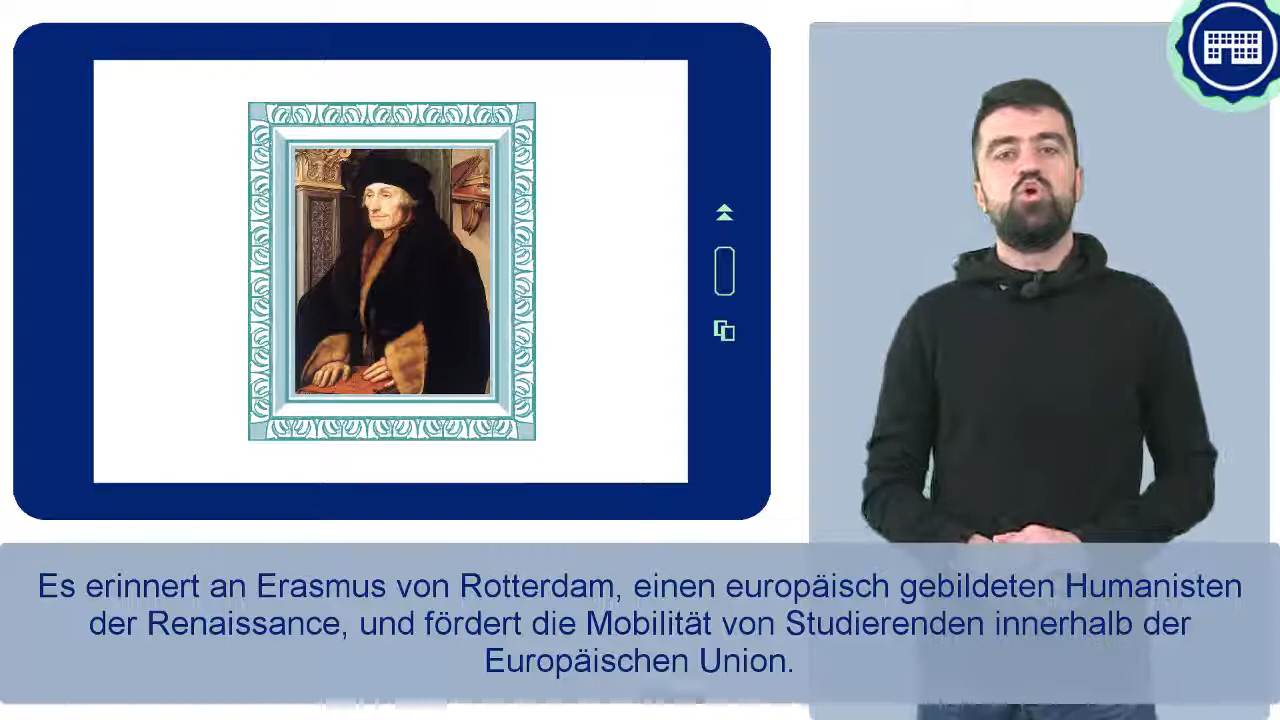 Es erinnert an Erasmus von Rotterdam, einen europäisch gebildeten Humanisten
der Renaissance, und fördert die Mobilität von Studierenden innerhalb der
Europäischen Union.